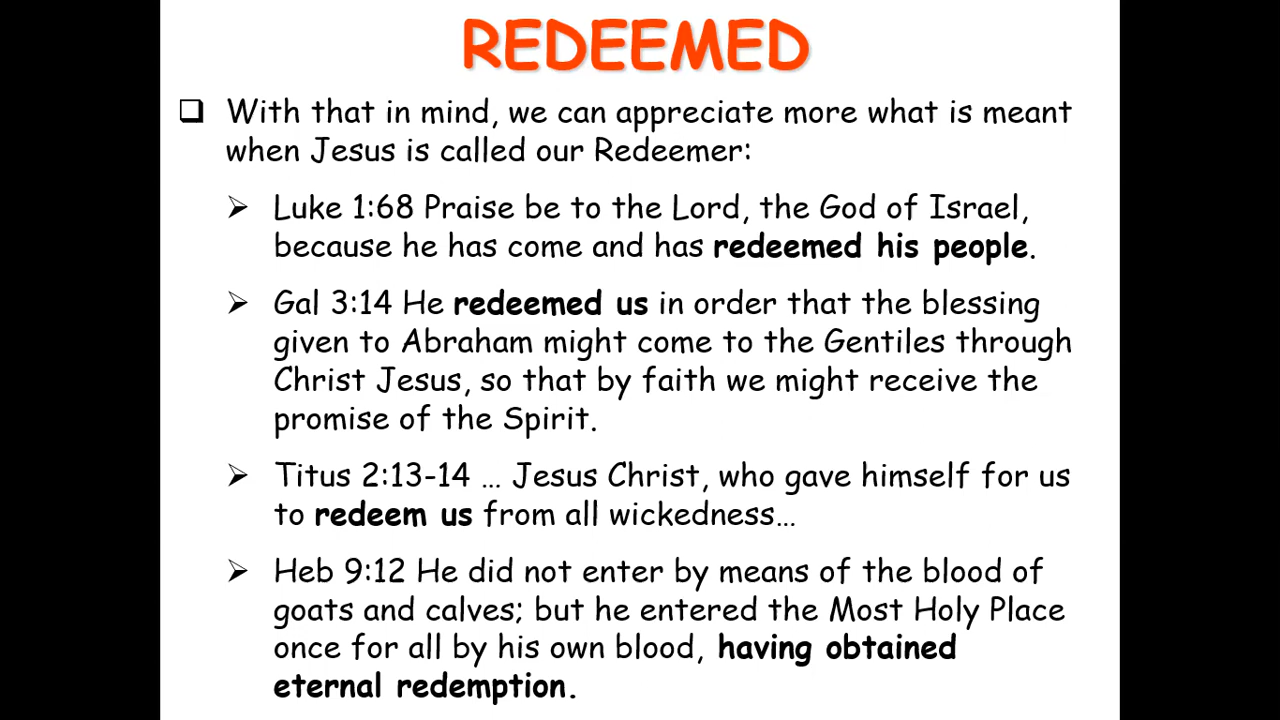 REDEEMED
With that in mind, we can appreciate more what is meant
when Jesus is called our Redeemer:
Luke 1:68 Praise be to the Lord, the God of Israel,
because he has come and has redeemed his people.
Gal 3:14 He redeemed us in order that the blessing
given to Abraham might come to the Gentiles through
Christ Jesus, so that by faith we might receive the
promise of the Spirit.
Titus 2:13-14 … Jesus Christ, who gave himself for us
to redeem us from all wickedness…
Heb 9:12 He did not enter by means of the blood of
goats and calves; but he entered the Most Holy Place
once for all by his own blood, having obtained
eternal redemption.